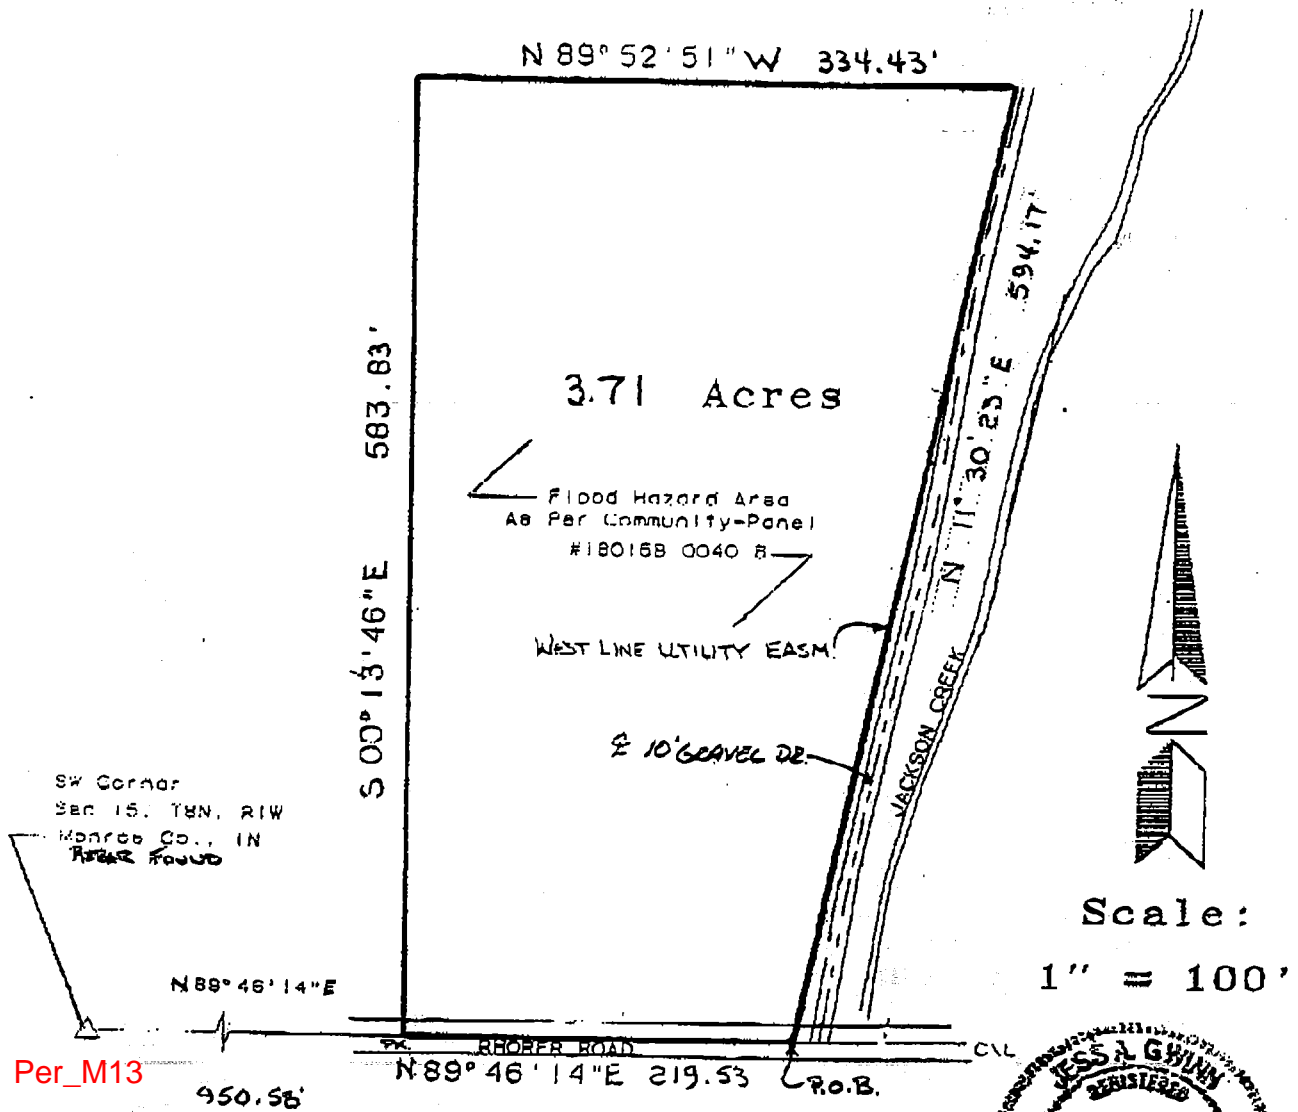 N 89° 52' 51" W 334.43'
N 11° 30' 23" E 594.17'
583.83'
S 00° 13' 46" E
3.71 Acres
Flood Hazard Area
As Per Community-Panel
#180168 0040 B
WEST LINE UTILITY EASM.
10' GRAVEL DR.
JACKSON CREEK
SW Corner
Sec 15, T8N, R1W
Monroe Co., IN
REBAR FOUND
N 89° 46' 14" E
PK.
RHORER ROAD
C\L
N 89° 46' 14" E 219.53
P.O.B.
950.58'
Per_M13
N
Scale:
1" = 100'
JESS A GWINN
REGISTERED